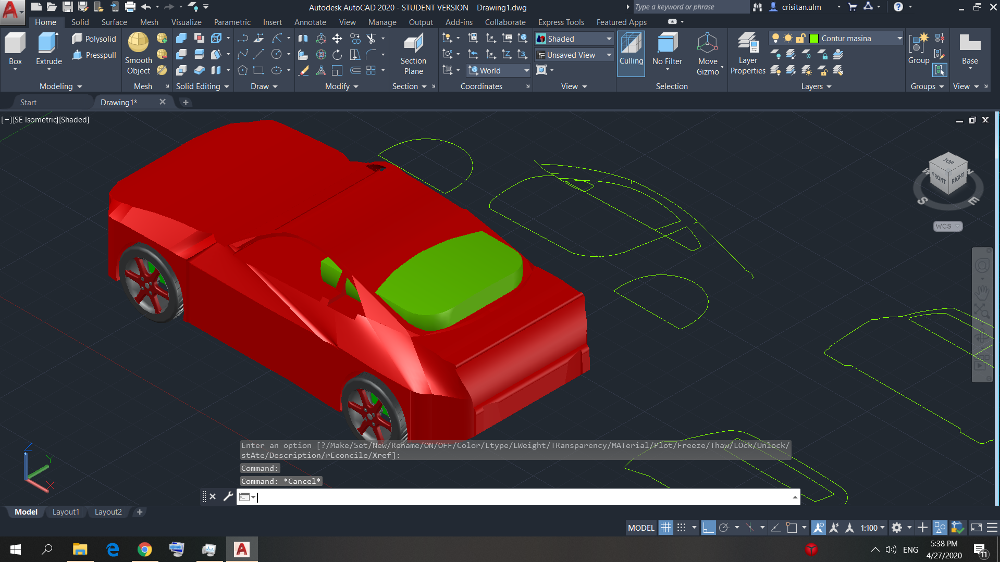 Autodesk AutoCAD 2020 - STUDENT VERSION Drawing1.dwg
Type a keyword or phrase
crisitan.ulm
Home Solid Surface Mesh Visualize Parametric Insert Annotate View Manage Output Add-ins Collaborate Express Tools Featured Apps
Box
Extrude
Polysolid
Presspull
Modeling
Smooth
Object
Mesh
Solid Editing
Draw
Modify
Section
Plane
Section
World
Coordinates
Shaded
Unsaved View
View
Culling
No Filter
Move
Gizmo
Selection
Layer
Properties
Contur masina
Layers
Group
Groups
Base
View
Start
Drawing1*
[−][SE Isometric][Shaded]
TOP
FRONT
RIGHT
W
N
S
E
WCS
Z
Y
X
Enter an option [?/Make/Set/New/Rename/ON/OFF/Color/Ltype/LWeight/TRansparency/MATerial/Plot/Freeze/Thaw/LOck/Unlock/
stAte/Description/rEconcile/Xref]:
Command:
Command: *Cancel*
Model Layout1 Layout2
MODEL
1:100
ENG
5:38 PM
4/27/2020
11